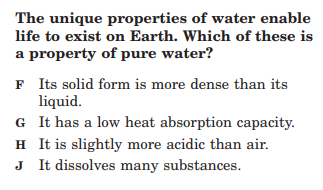 The unique properties of water enable
life to exist on Earth. Which of these is
a property of pure water?
F Its solid form is more dense than its
liquid.
G It has a low heat absorption capacity.
H It is slightly more acidic than air.
J It dissolves many substances.